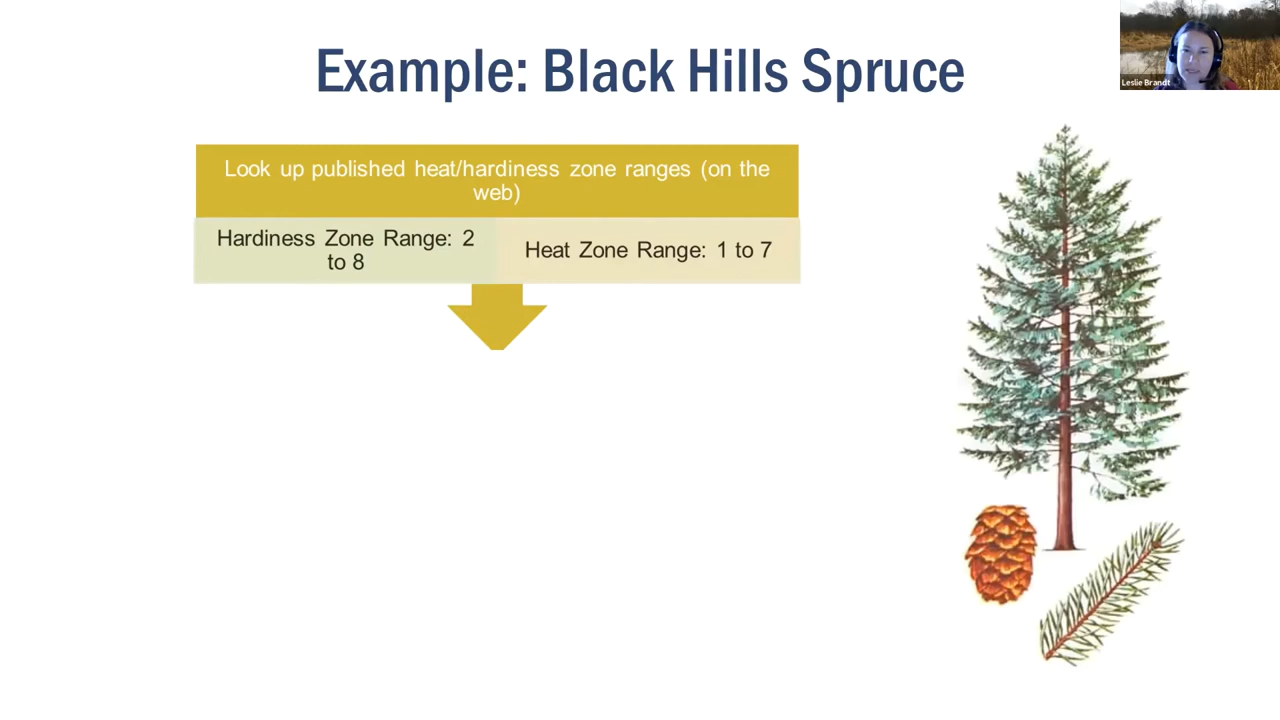 Example: Black Hills Spruce
Leslie Brandt
Look up published heat/hardiness zone ranges (on the
web)
Hardiness Zone Range: 2
to 8
Heat Zone Range: 1 to 7